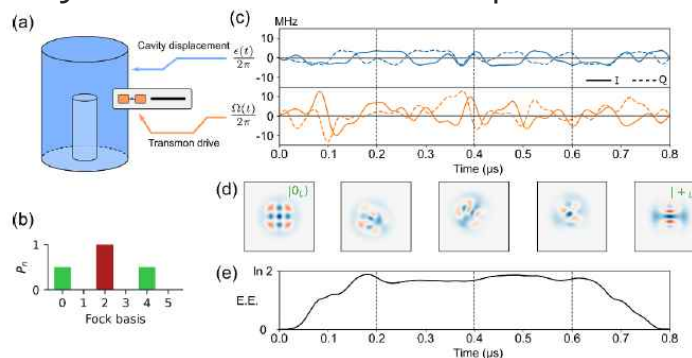 (a)
Cavity displacement
ϵ(t)
2π
Transmon drive
Ω(t)
2π
(b)
1
0
P_n
0 1 2 3 4 5
Fock basis
(c)
MHz
10
0
-10
I Q
10
0
-10
0.0 0.1 0.2 0.3 0.4 0.5 0.6 0.7 0.8
Time (μs)
(d)
|0_L⟩
|+_L
(e)
ln 2
E.E.
0
0.0 0.1 0.2 0.3 0.4 0.5 0.6 0.7 0.8
Time (μs)